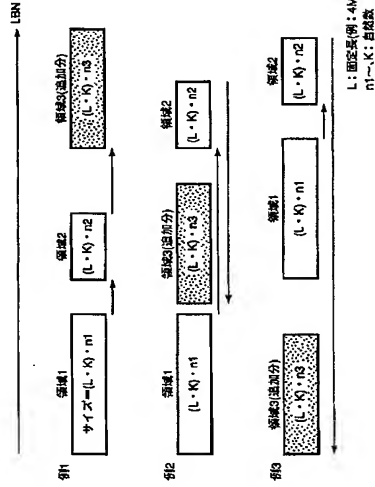 LBN
例1
領域1
サイズ=(L・K)・n1
領域2
(L・K)・n2
領域3(追加分)
(L・K)・n3
例2
領域1
(L・K)・n1
領域3(追加分)
(L・K)・n3
領域2
(L・K)・n2
例3
領域3(追加分)
(L・K)・n3
領域1
(L・K)・n1
領域2
(L・K)・n2
L:固定長(例:4M
n1~,K:自然数